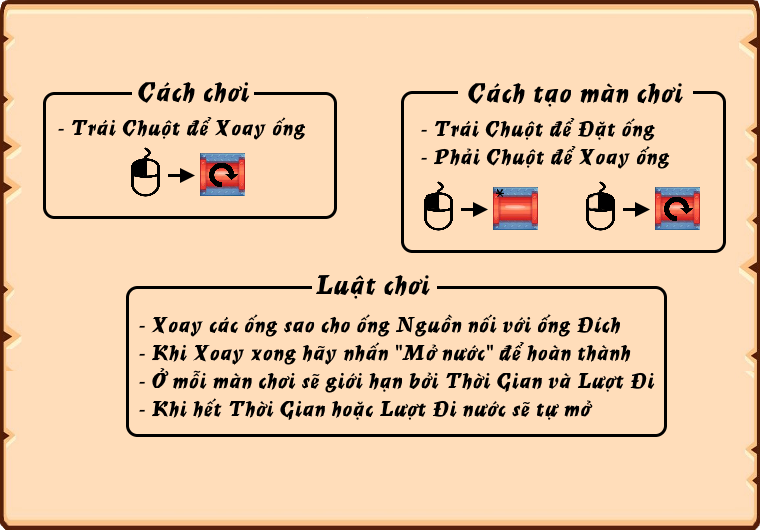 Cách chơi
- Trái Chuột để Xoay ống
Cách tạo màn chơi
- Trái Chuột để Đặt ống
- Phải Chuột để Xoay ống
Luật chơi
- Xoay các ống sao cho ống Nguồn nối với ống Đích
- Khi Xoay xong hãy nhấn "Mở nước" để hoàn thành
- Ở mỗi màn chơi sẽ giới hạn bởi Thời Gian và Lượt Đi
- Khi hết Thời Gian hoặc Lượt Đi nước sẽ tự mở